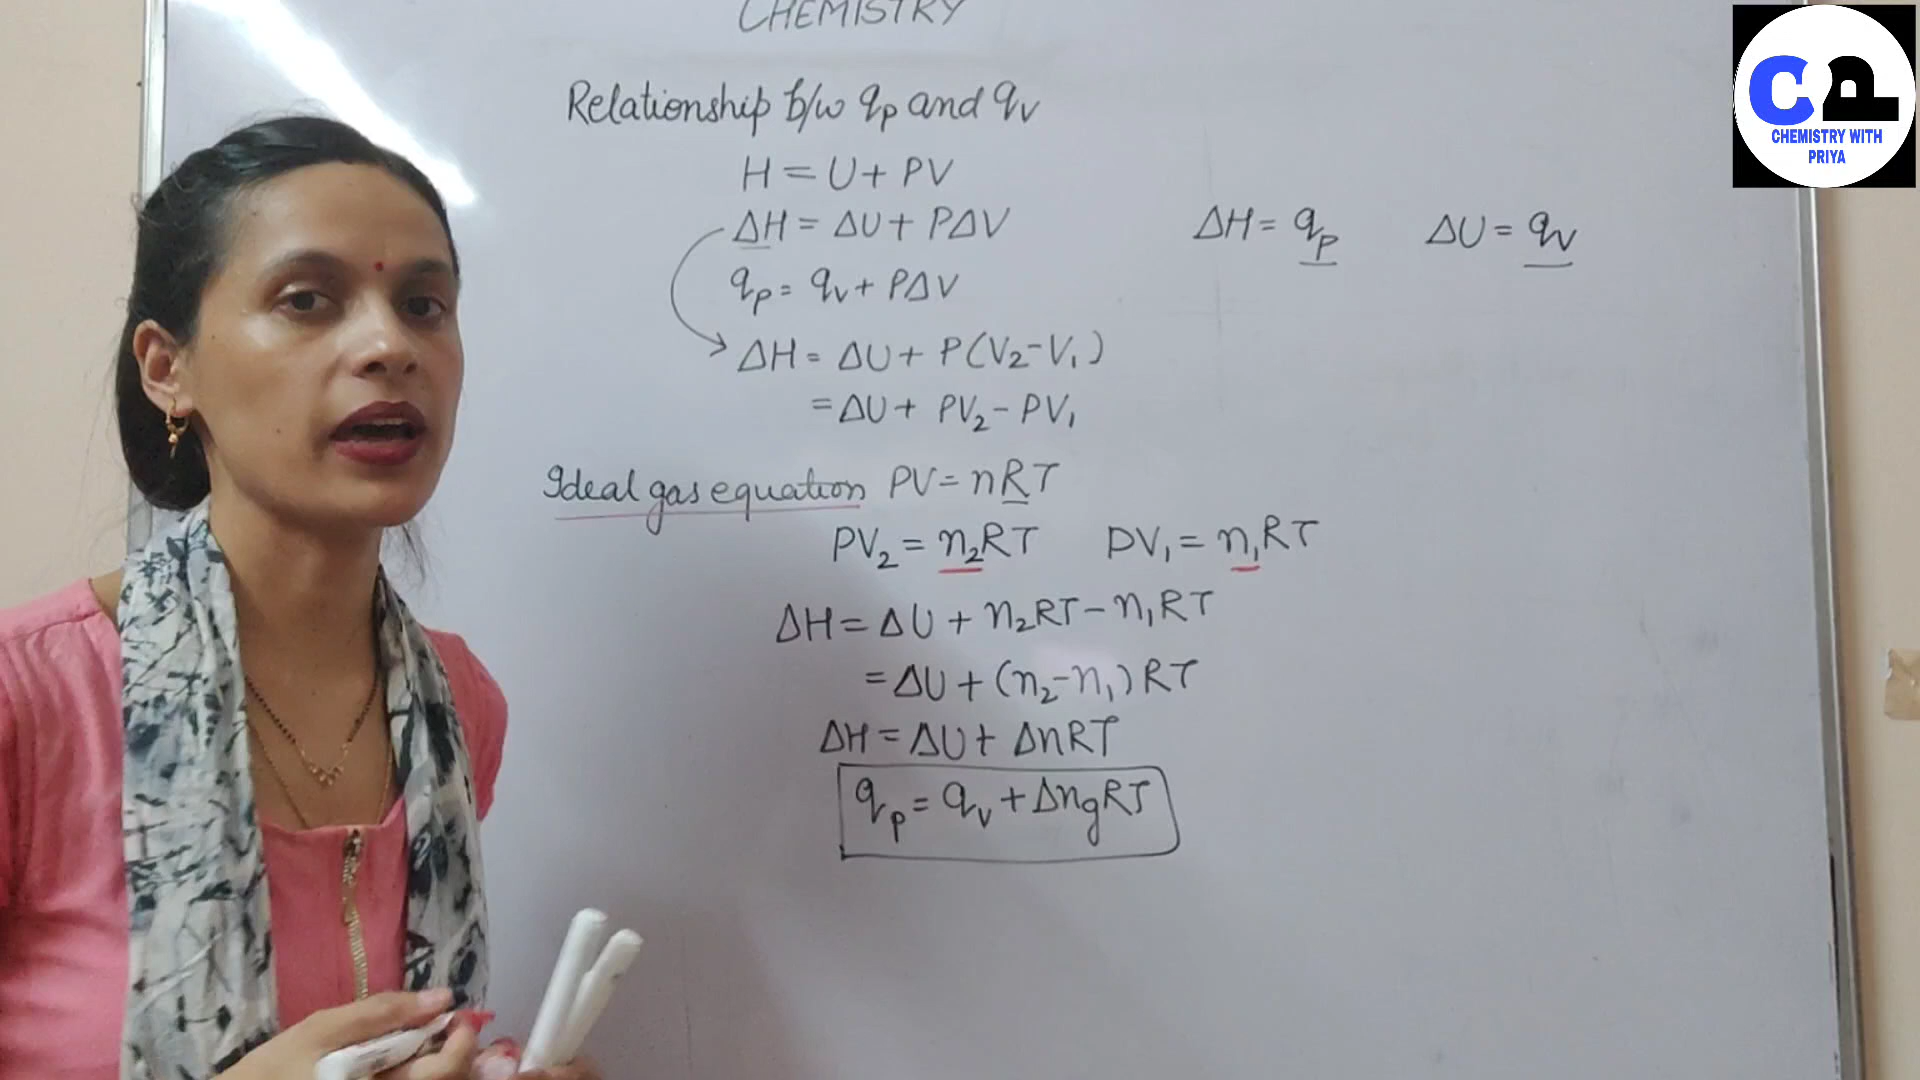 CHEMISTRY
Relationship b/w qp and qv
H = U + PV
ΔH = ΔU + PΔV
ΔH = qp ΔU = qv
qp = qv + PΔV
ΔH = ΔU + P(V₂-V₁)
= ΔU + PV₂ - PV₁
Ideal gas equation PV = nRT
PV₂ = n₂RT PV₁ = n₁RT
ΔH = ΔU + n₂RT - n₁RT
= ΔU + (n₂-n₁)RT
ΔH = ΔU + ΔnRT
qp = qv + ΔngRT
CP
CHEMISTRY WITH
PRIYA